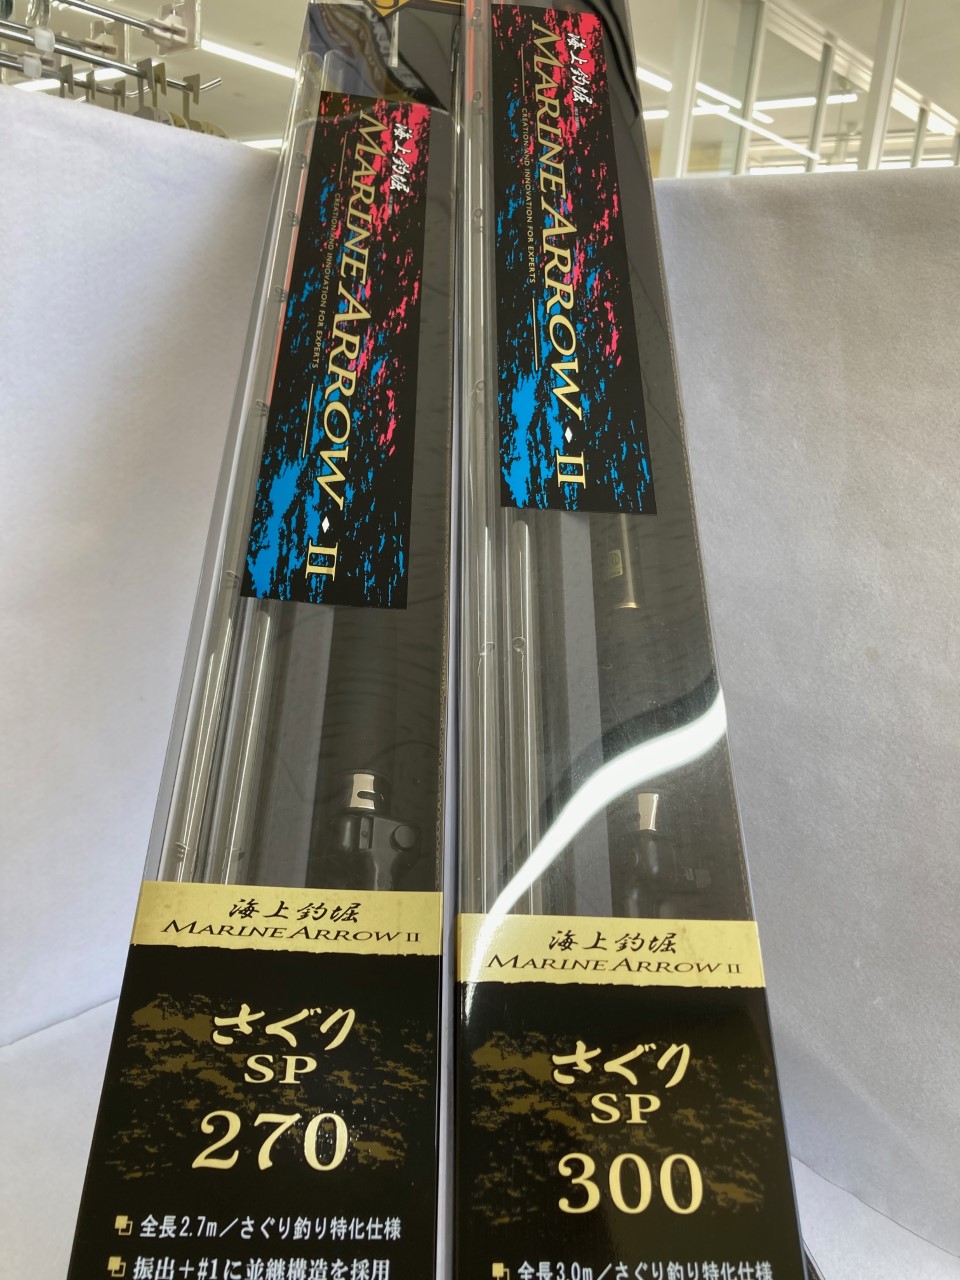 海上釣堀
MARINE ARROW・II
CREATION AND INNOVATION FOR EXPERTS
海上釣堀
MARINE ARROW II
さぐり
SP
270
全長2.7m／さぐり釣り特化仕様
振出＋#1に並継構造を採用
海上釣堀
MARINE ARROW・II
CREATION AND INNOVATION FOR EXPERTS
海上釣堀
MARINE ARROW II
さぐり
SP
300
全長3.0m／さぐり釣り特化仕様